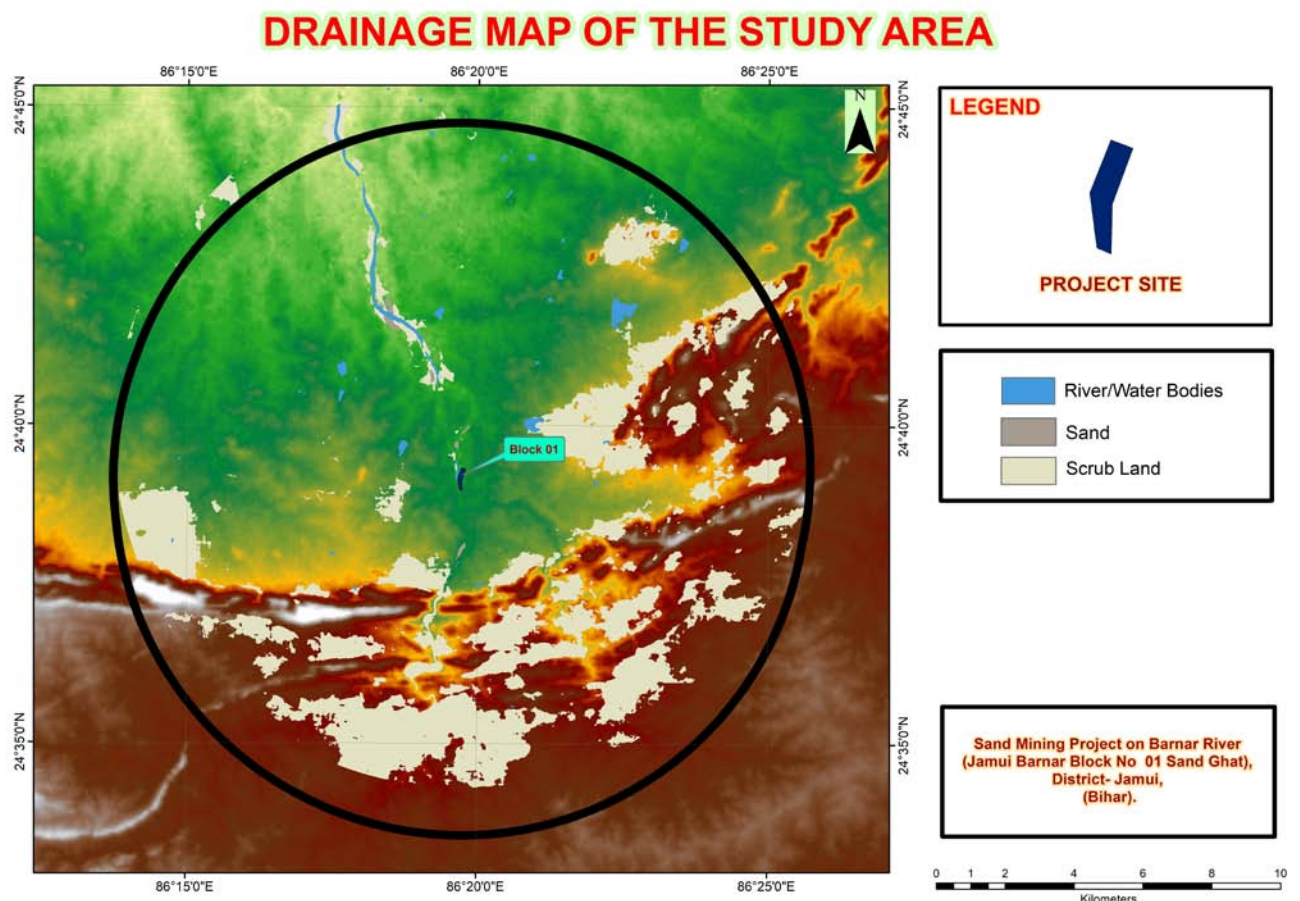 DRAINAGE MAP OF THE STUDY AREA
86°15'0"E
86°20'0"E
86°25'0"E
24°45'0"N
24°45'0"N
N
LEGEND
PROJECT SITE
River/Water Bodies
Sand
Scrub Land
24°40'0"N
24°40'0"N
Block 01
24°35'0"N
24°35'0"N
Sand Mining Project on Barnar River
(Jamui Barnar Block No 01 Sand Ghat),
District- Jamui,
(Bihar).
86°15'0"E
86°20'0"E
86°25'0"E
0 1 2 4 6 8 10
Kilometers